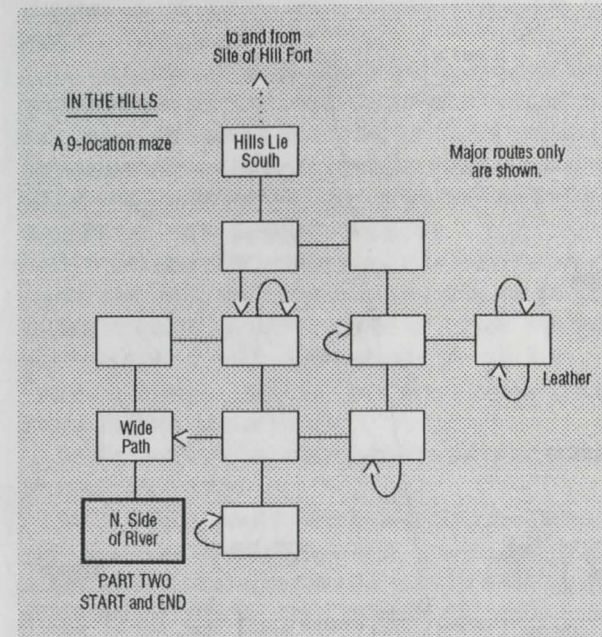 to and from
Site of Hill Fort
IN THE HILLS
A 9-location maze
Hills Lie
South
Major routes only
are shown.
Leather
Wide
Path
N. Side
of River
PART TWO
START and END